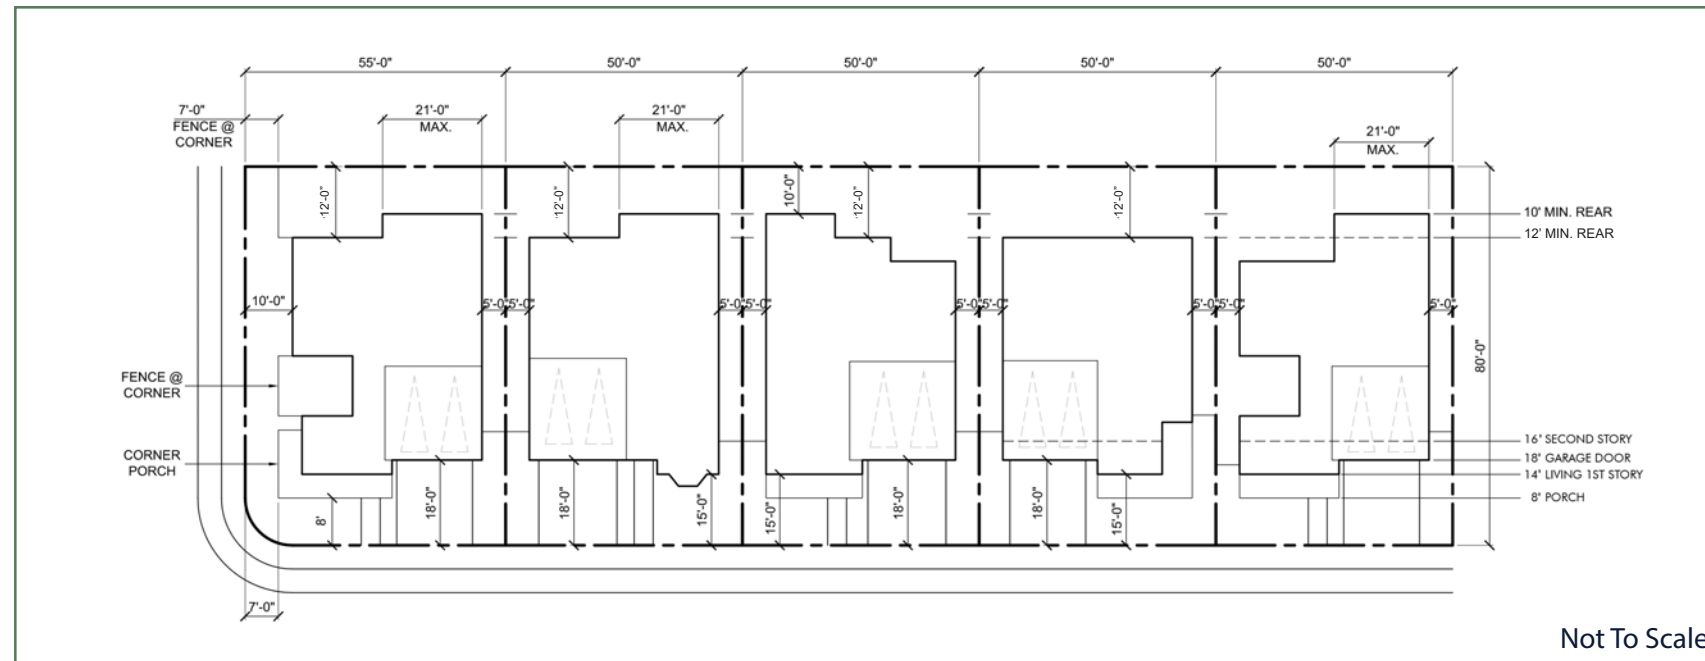 55'-0" 50'-0" 50'-0" 50'-0" 50'-0"
7'-0"
FENCE @
CORNER
21'-0"
MAX.
21'-0"
MAX.
21'-0"
MAX.
12'-0" 12'-0" 10'-0" 12'-0" 12'-0"
10' MIN. REAR
12' MIN. REAR
10'-0" 5'-0" 5'-0" 5'-0" 5'-0" 5'-0" 5'-0" 5'-0" 5'-0" 5'-0"
80'-0"
FENCE @
CORNER
CORNER
PORCH
16' SECOND STORY
18' GARAGE DOOR
14' LIVING 1ST STORY
8' PORCH
8' 18'-0" 18'-0" 15'-0" 15'-0" 18'-0" 18'-0" 15'-0"
7'-0"
Not To Scale